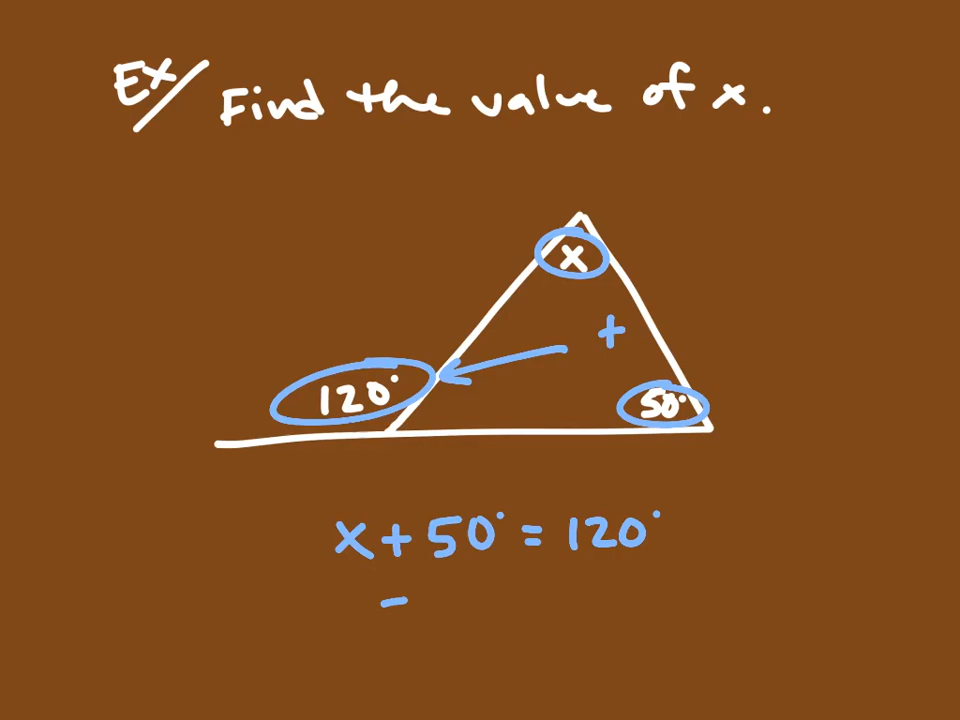 Ex/ Find the value of x.
x
+
120° 50°
x + 50° = 120°
-